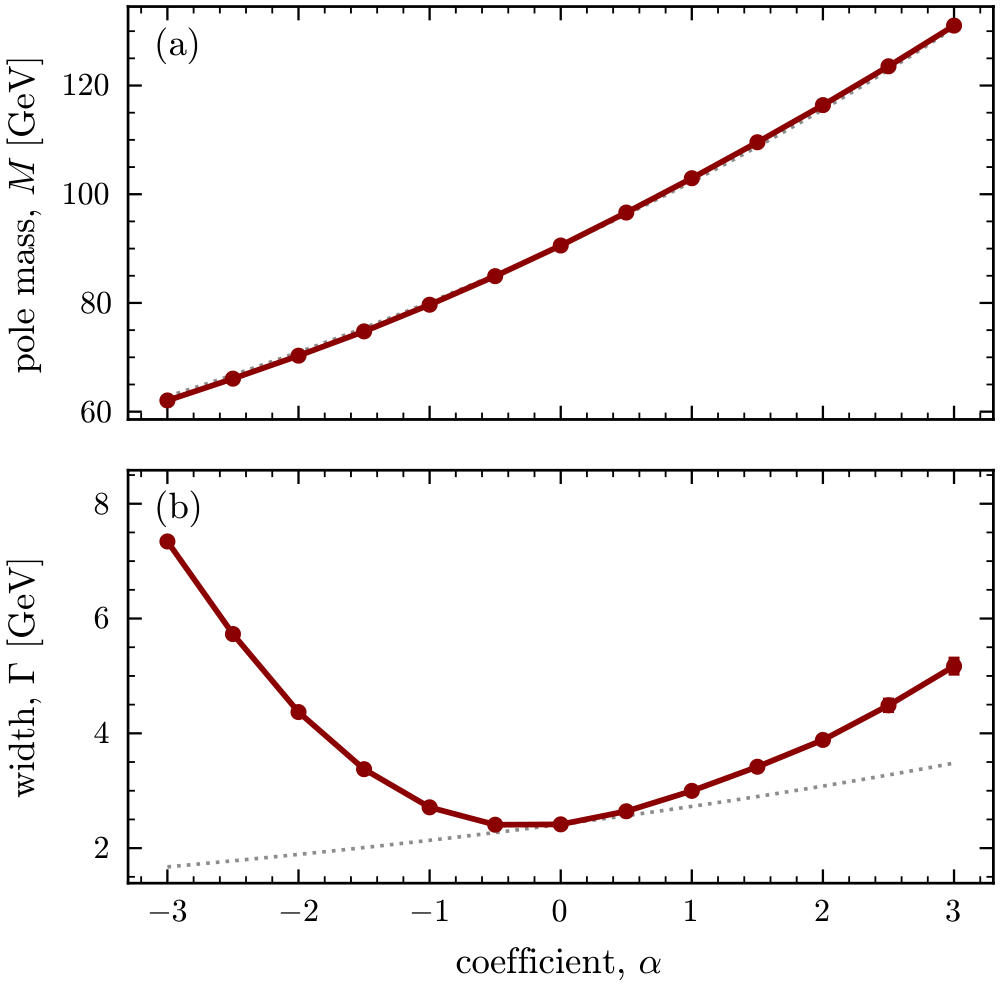 (a)
pole mass, M [GeV]
120
100
80
60
(b)
width, Γ [GeV]
8
6
4
2
−3 −2 −1 0 1 2 3
coefficient, α